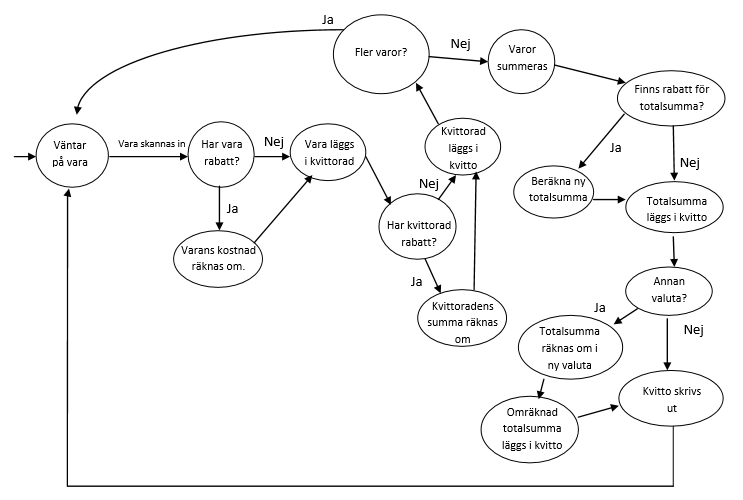 Ja
Fler varor?
Nej
Varor
summeras
Finns rabatt för
totalsumma?
Väntar
på vara
Vara skannas in
Har vara
rabatt?
Nej
Vara läggs
i kvittorad
Kvittorad
läggs i
kvitto
Ja
Nej
Nej
Beräkna ny
totalsumma
Totalsumma
läggs i kvitto
Ja
Varans kostnad
räknas om.
Har kvittorad
rabatt?
Ja
Kvittoradens
summa räknas
om
Annan
valuta?
Ja
Nej
Totalsumma
räknas om i
ny valuta
Kvitto skrivs
ut
Omräknad
totalsumma
läggs i kvitto